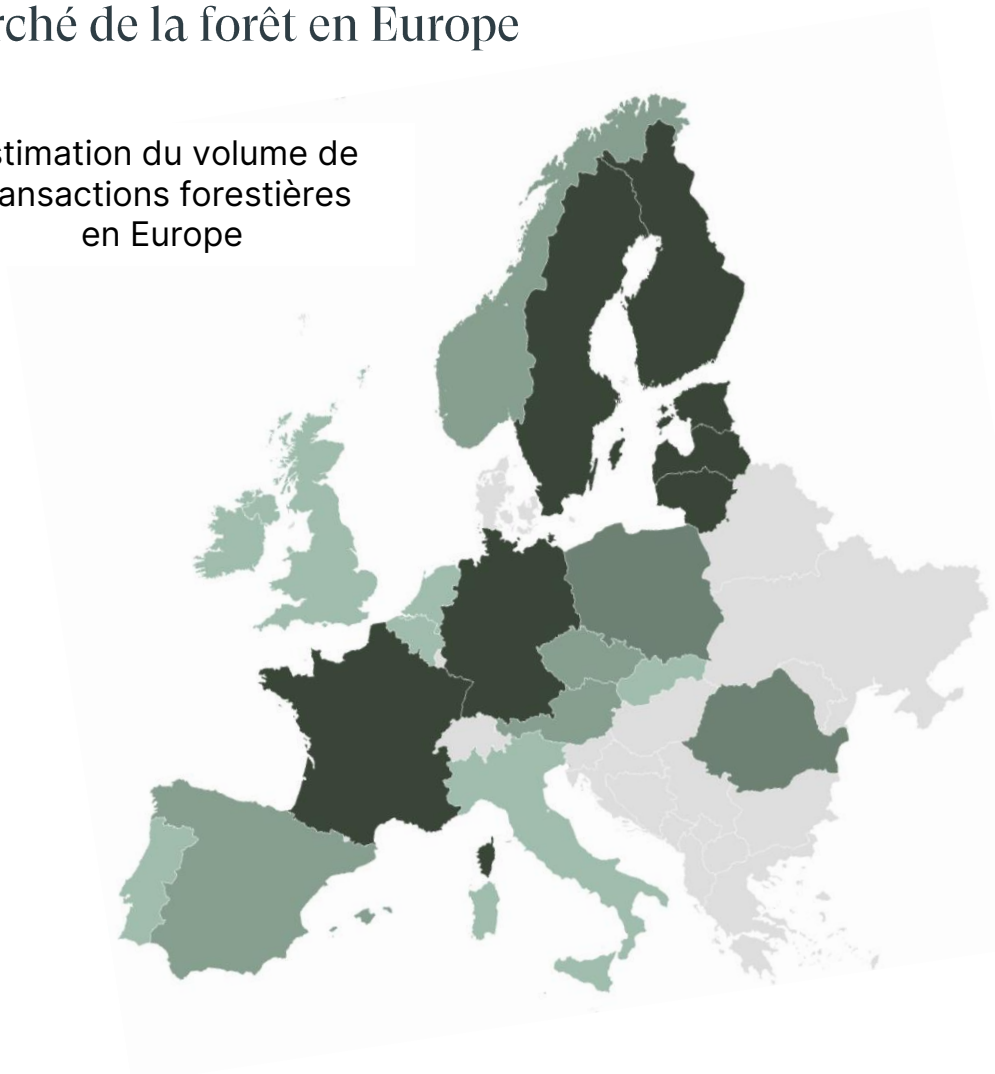 rché de la forêt en Europe
stimation du volume de
ansactions forestières
en Europe